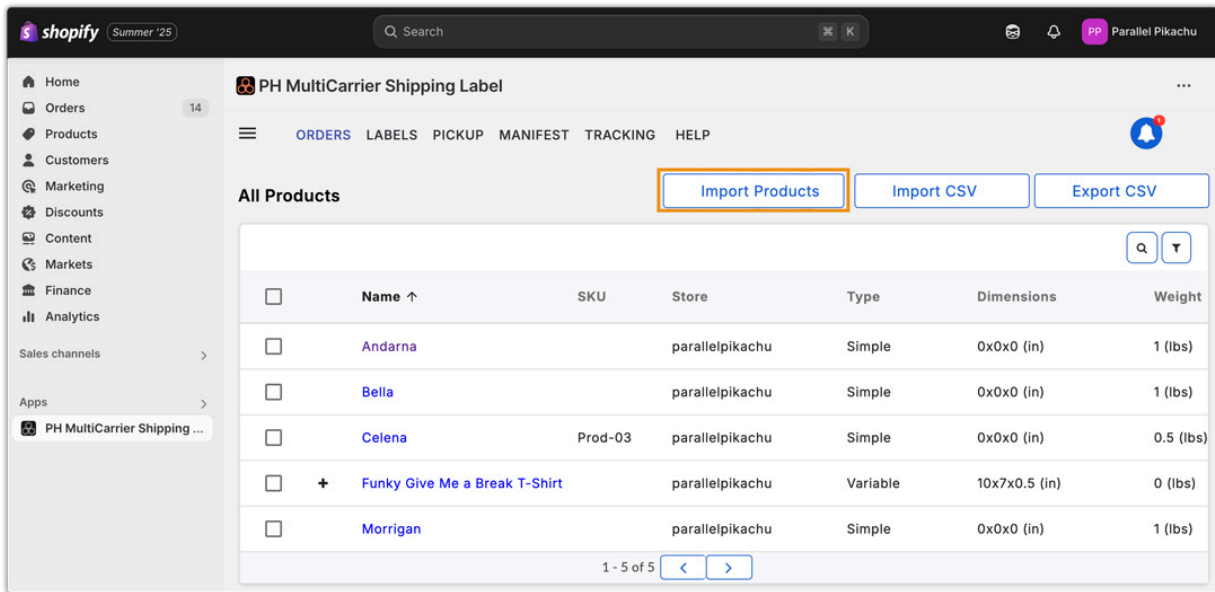 shopify Summer '25 Search ⌘ K PP Parallel Pikachu
Home
Orders 14
Products
Customers
Marketing
Discounts
Content
Markets
Finance
Analytics
Sales channels
Apps
PH MultiCarrier Shipping ...
PH MultiCarrier Shipping Label
ORDERS LABELS PICKUP MANIFEST TRACKING HELP
1
All Products Import Products Import CSV Export CSV
Name ↑ SKU Store Type Dimensions Weight
Andarna parallelpikachu Simple 0x0x0 (in) 1 (lbs)
Bella parallelpikachu Simple 0x0x0 (in) 1 (lbs)
Celena Prod-03 parallelpikachu Simple 0x0x0 (in) 0.5 (lbs)
+ Funky Give Me a Break T-Shirt parallelpikachu Variable 10x7x0.5 (in) 0 (lbs)
Morrigan parallelpikachu Simple 0x0x0 (in) 1 (lbs)
1 - 5 of 5